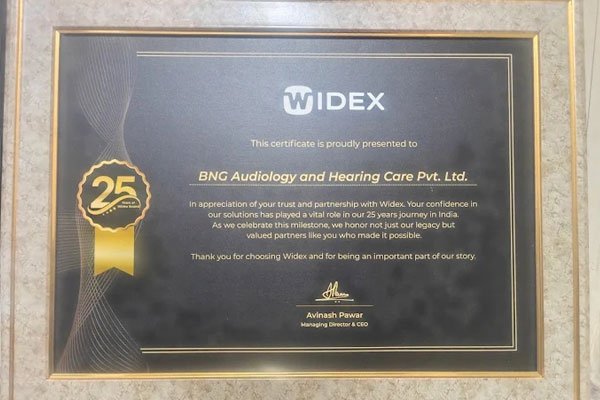 WIDEX
This certificate is proudly presented to
BNG Audiology and Hearing Care Pvt. Ltd.
25
Years of
In appreciation of your trust and partnership with Widex. Your confidence in
our solutions has played a vital role in our 25 years journey in India.
As we celebrate this milestone, we honor not just our legacy but
valued partners like you who made it possible.
Thank you for choosing Widex and for being an important part of our story.
Avinash Pawar
Managing Director & CEO